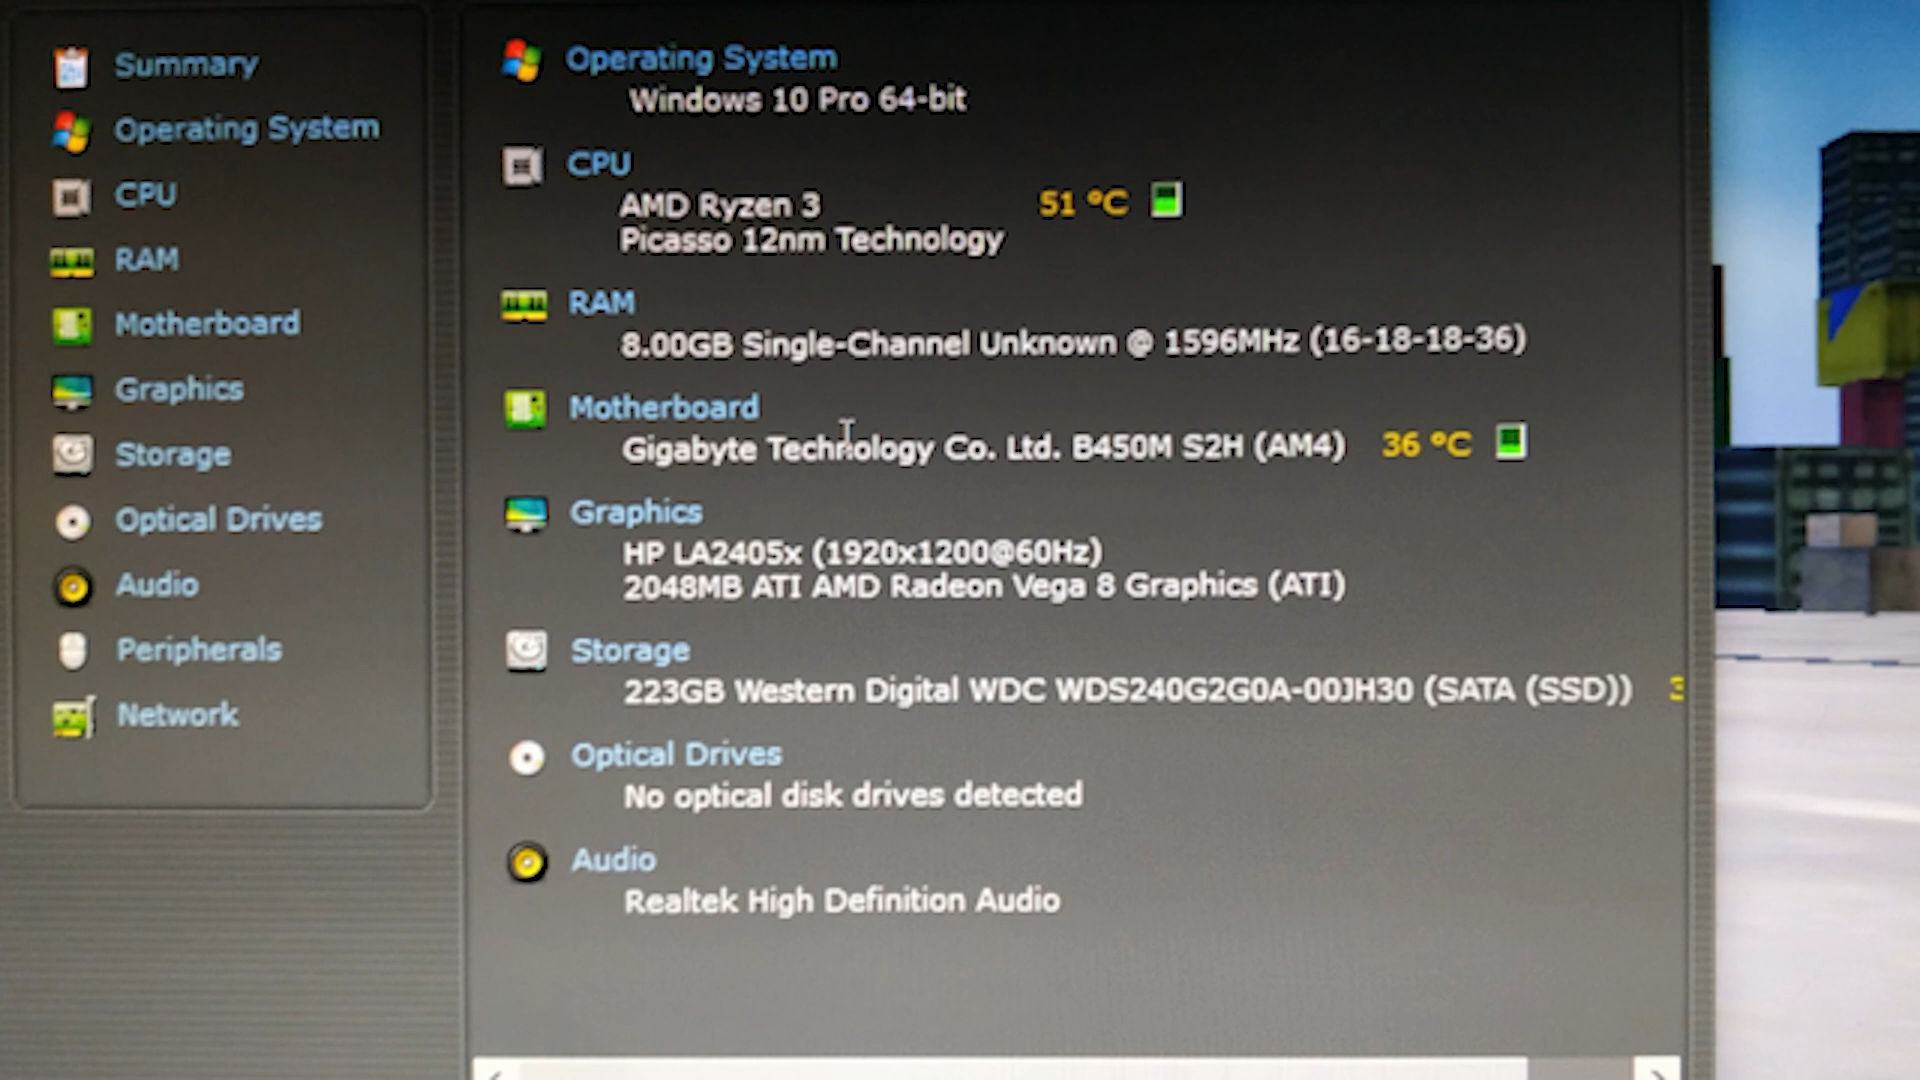 Summary
Operating System
CPU
RAM
Motherboard
Graphics
Storage
Optical Drives
Audio
Peripherals
Network
Operating System
Windows 10 Pro 64-bit
CPU
AMD Ryzen 3 51 °C
Picasso 12nm Technology
RAM
8.00GB Single-Channel Unknown @ 1596MHz (16-18-18-36)
Motherboard
Gigabyte Technology Co. Ltd. B450M S2H (AM4) 36 °C
Graphics
HP LA2405x (1920x1200@60Hz)
2048MB ATI AMD Radeon Vega 8 Graphics (ATI)
Storage
223GB Western Digital WDC WDS240G2G0A-00JH30 (SATA (SSD))
Optical Drives
No optical disk drives detected
Audio
Realtek High Definition Audio